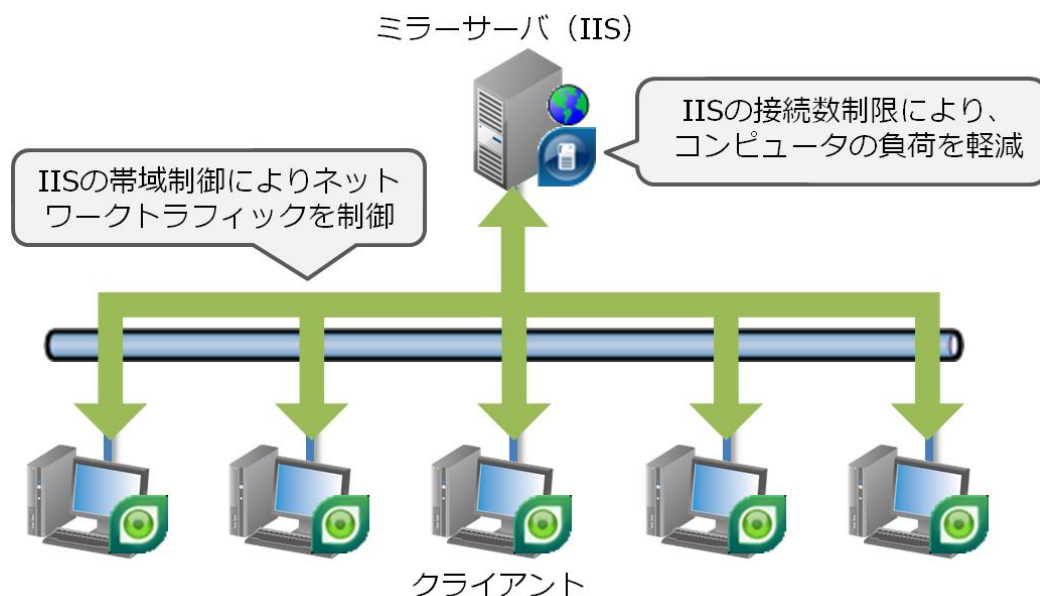 ミラーサーバ（IIS）
IISの接続数制限により、
コンピュータの負荷を軽減
IISの帯域制御によりネット
ワークトラフィックを制御
クライアント